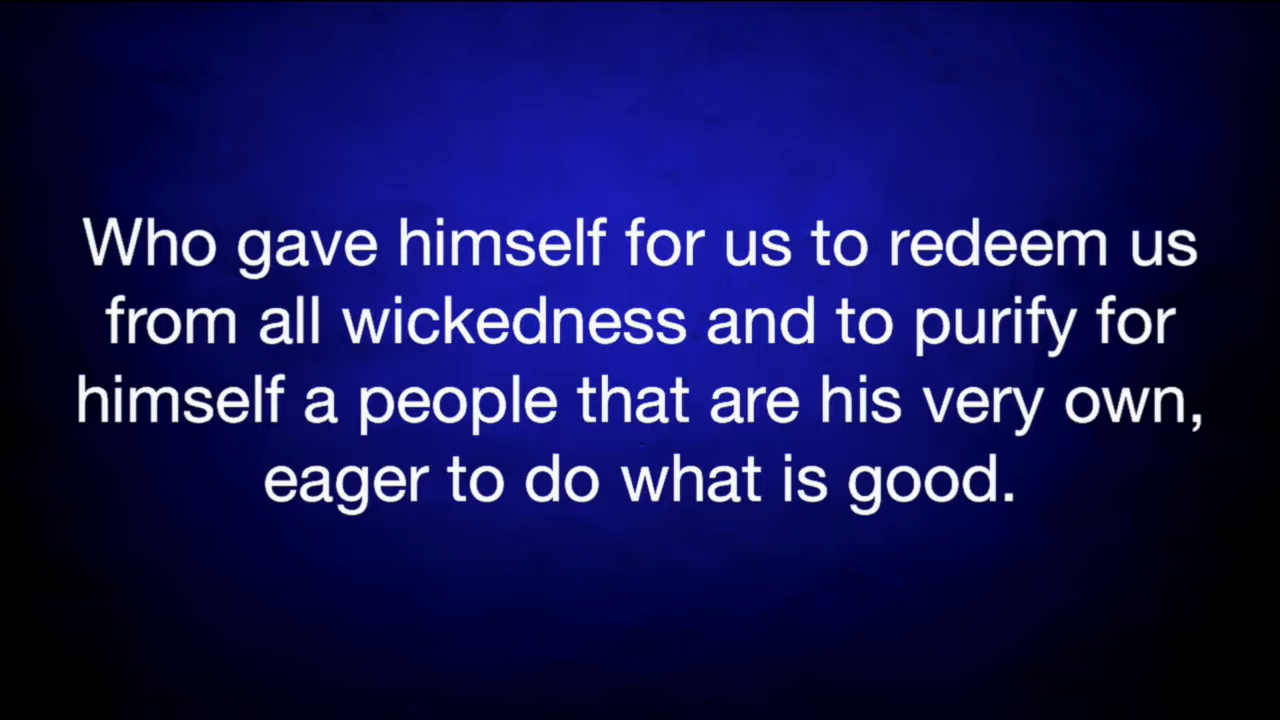 Who gave himself for us to redeem us
from all wickedness and to purify for
himself a people that are his very own,
eager to do what is good.